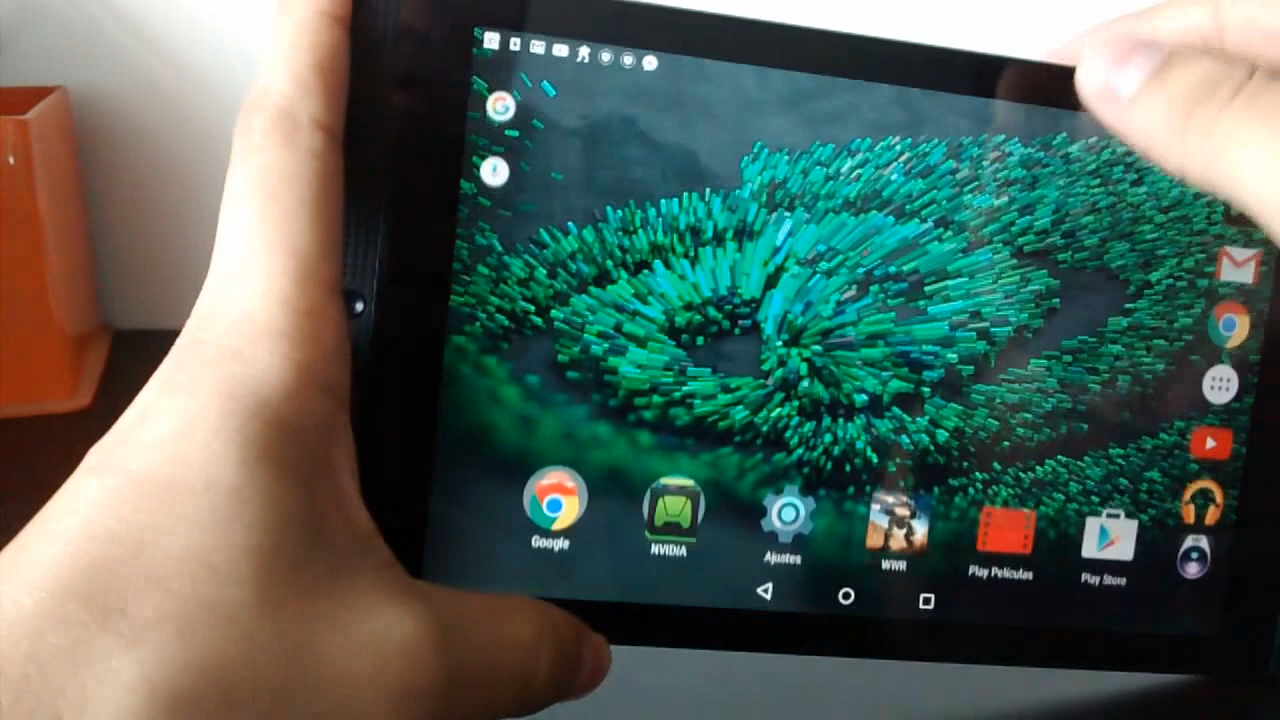 Google
NVIDIA
Ajustes
WWR
Play Películas
Play Store